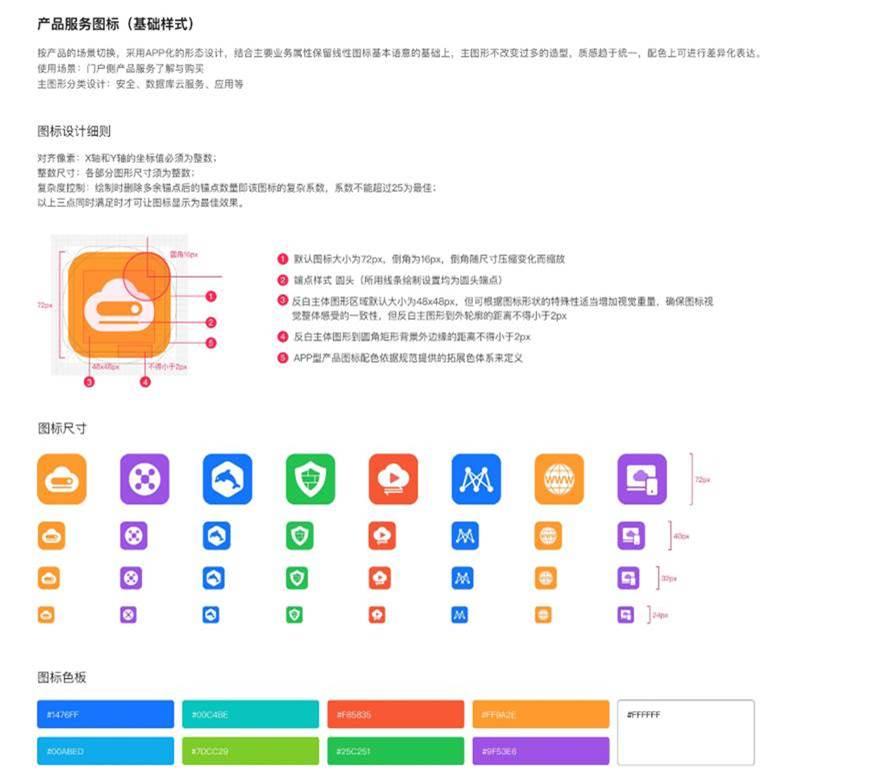 产品服务图标（基础样式）
按产品的场景切换，采用APP化的形态设计，结合主要业务属性保留线性图标基本语意的基础上，主图形不改变过多的造型，质感趋于统一，配色上可进行差异化表达。
使用场景：门户侧产品服务了解与购买
主图形分类设计：安全、数据库云服务、应用等
图标设计细则
对齐像素：X轴和Y轴的坐标值必须为整数；
整数尺寸：各部分图形尺寸须为整数；
复杂度控制：绘制时删除多余锚点后的锚点数量即该图标的复杂系数，系数不能超过25为最佳；
以上三点同时满足时才可让图标显示为最佳效果。
圆角16px
72px
1
2
5
48x48px
不得小于2px
3
4
1 默认图标大小为72px，倒角为16px，倒角随尺寸压缩变化而缩放
2 端点样式 圆头（所用线条绘制设置均为圆头端点）
3 反白主体图形区域默认大小为48x48px，但可根据图标形状的特殊性适当增加视觉重量，确保图标视
觉整体感受的一致性，但反白主图形到外轮廓的距离不得小于2px
4 反白主体图形到圆角矩形背景外边缘的距离不得小于2px
5 APP型产品图标配色依据规范提供的拓展色体系来定义
图标尺寸
WWW
72px
40px
32px
24px
图标色板
#1476FF
#00C4BE
#F85835
#FF9A2E
#FFFFFF
#00ABED
#7DCC29
#25C251
#9F53E6